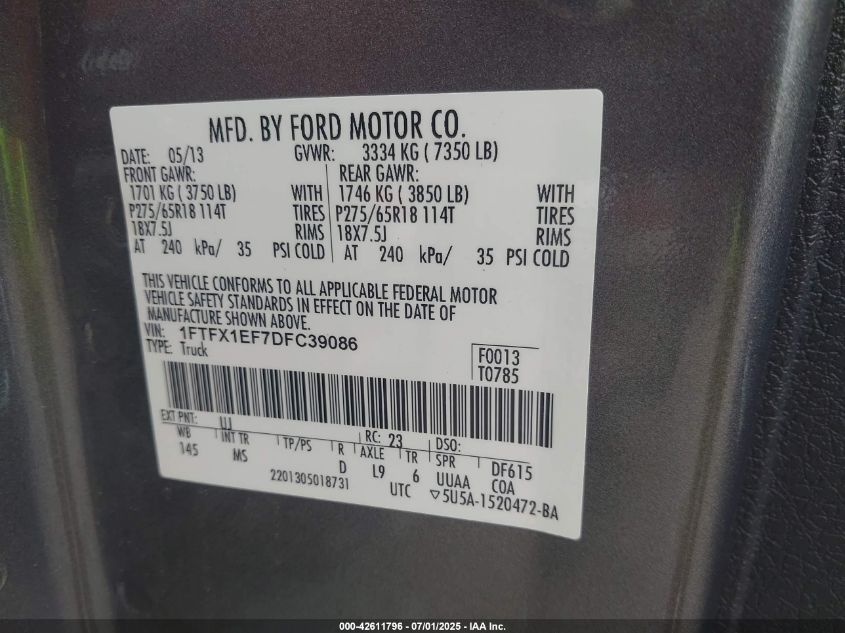 MFD. BY FORD MOTOR CO.
DATE: 05/13 GVWR: 3334 KG ( 7350 LB)
FRONT GAWR: REAR GAWR:
1701 KG ( 3750 LB) WITH 1746 KG ( 3850 LB) WITH
P275/65R18 114T TIRES P275/65R18 114T TIRES
18X7.5J RIMS 18X7.5J RIMS
AT 240 kPa/ 35 PSI COLD AT 240 kPa/ 35 PSI COLD
THIS VEHICLE CONFORMS TO ALL APPLICABLE FEDERAL MOTOR
VEHICLE SAFETY STANDARDS IN EFFECT ON THE DATE OF
MANUFACTURE SHOWN ABOVE.
VIN: 1FTFX1EF7DFC39086
TYPE: Truck
F0013
T0785
EXT PNT: UJ RC: 23 DSO:
WB INT TR TP/PS R AXLE TR SPR DF615
145 MS D L9 6 UUAA COA
2201305018731 UTC ▽5U5A-1520472-BA
000-42611796 - 07/01/2025 - IAA Inc.